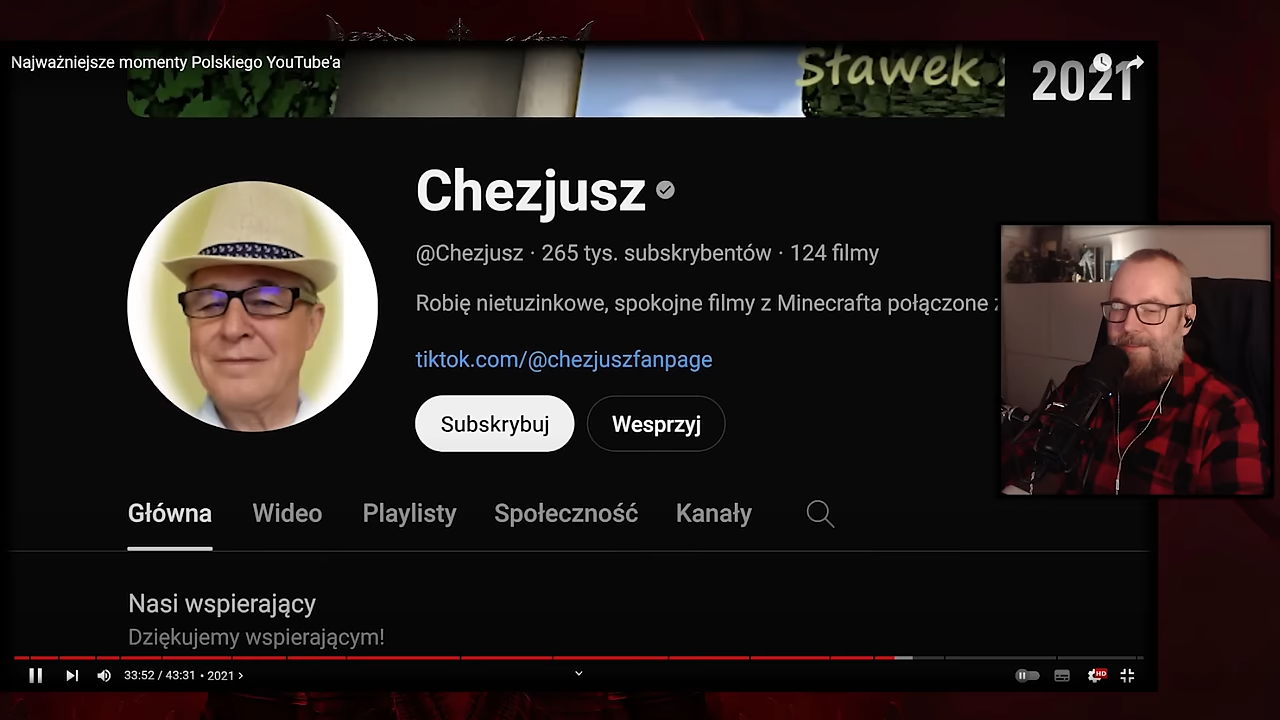 Najważniejsze momenty Polskiego YouTube'a
Sławek
2021
Chezjusz
@Chezjusz · 265 tys. subskrybentów · 124 filmy
Robię nietuzinkowe, spokojne filmy z Minecrafta połączone z
tiktok.com/@chezjuszfanpage
Subskrybuj
Wesprzyj
Główna
Wideo
Playlisty
Społeczność
Kanały
Nasi wspierający
Dziękujemy wspierającym!
33:52 / 43:31 • 2021 >
HD